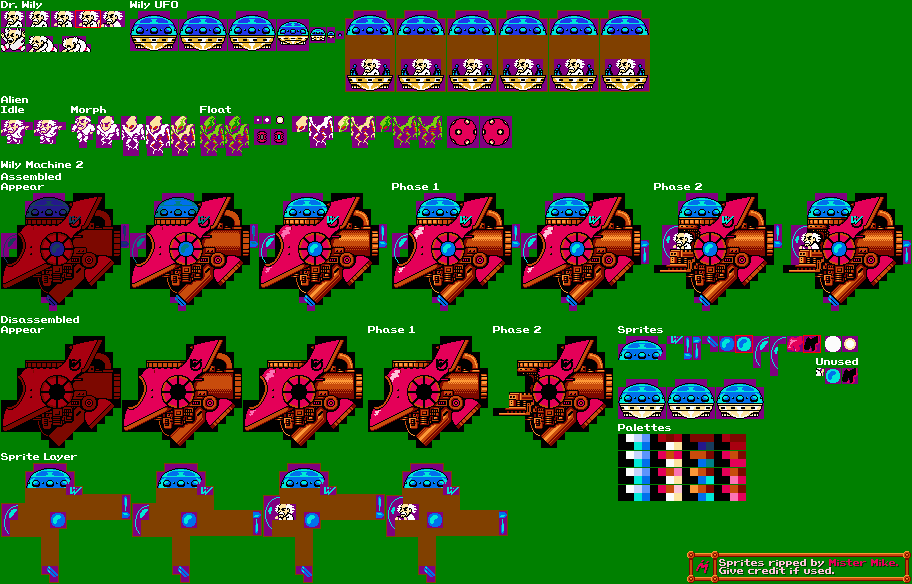 Dr. Wily
Wily UFO
Alien
Idle
Morph
Float
Wily Machine 2
Assembled
Appear
Phase 1
Phase 2
Disassembled
Appear
Phase 1
Phase 2
Sprites
Unused
Palettes
Sprite Layer
Sprites ripped by Mister Mike.
Give credit if used.